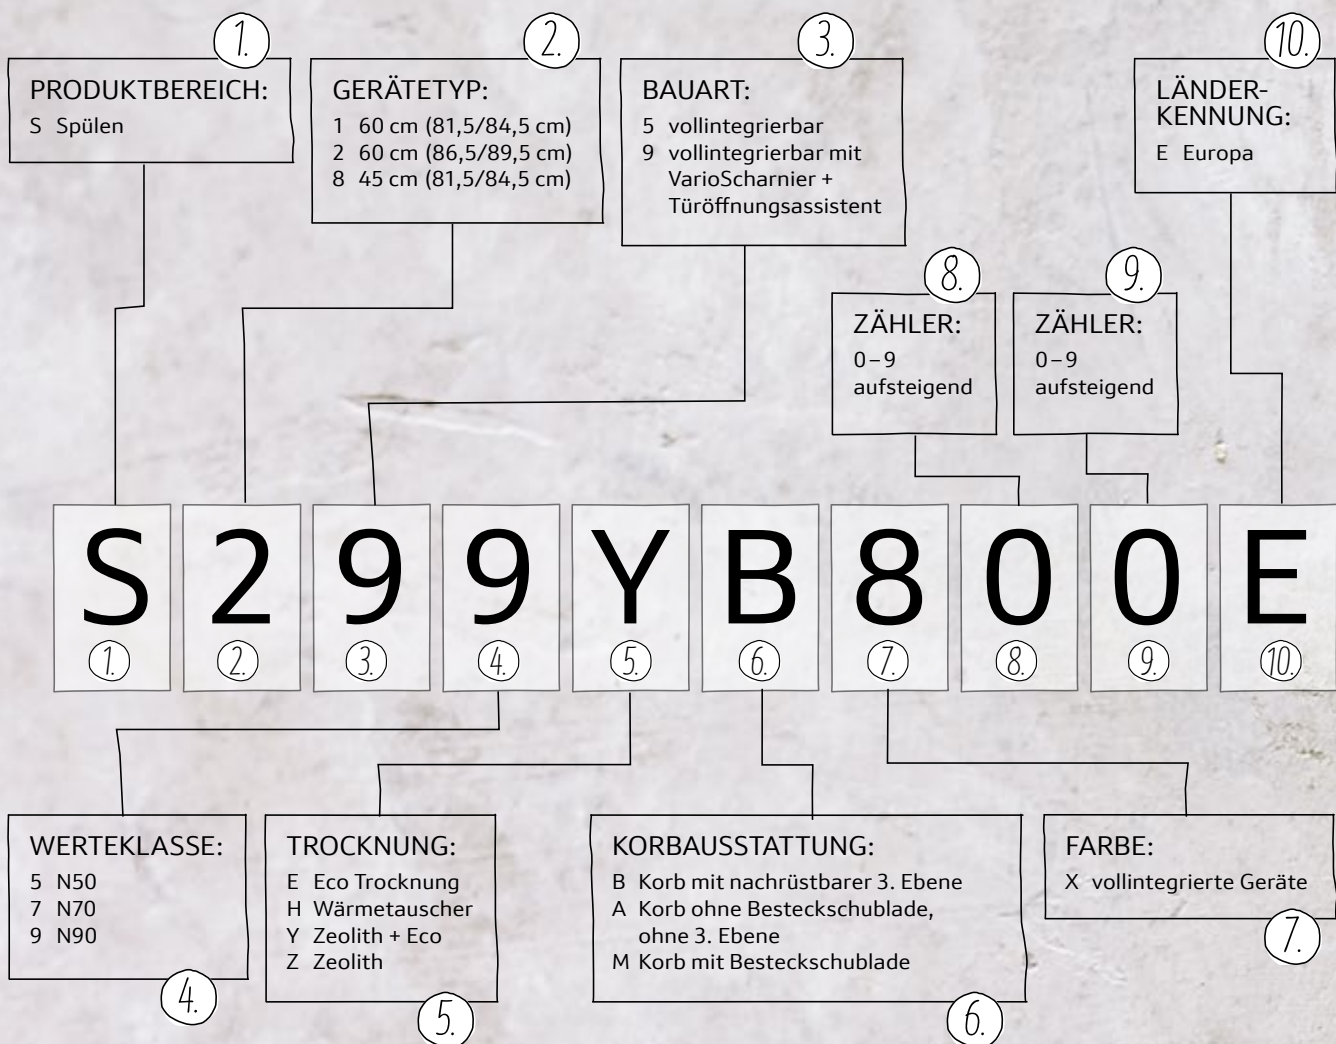 1.
PRODUKTBEREICH:
S Spülen
2.
GERÄTETYP:
1 60 cm (81,5/84,5 cm)
2 60 cm (86,5/89,5 cm)
8 45 cm (81,5/84,5 cm)
3.
BAUART:
5 vollintegrierbar
9 vollintegrierbar mit
VarioScharnier +
Türöffnungsassistent
10.
LÄNDER-
KENNUNG:
E Europa
8.
ZÄHLER:
0–9
aufsteigend
9.
ZÄHLER:
0–9
aufsteigend
S 2 9 9 Y B 8 0 0 E
1. 2. 3. 4. 5. 6. 7. 8. 9. 10.
WERTEKLASSE:
5 N50
7 N70
9 N90
4.
TROCKNUNG:
E Eco Trocknung
H Wärmetauscher
Y Zeolith + Eco
Z Zeolith
5.
KORBAUSSTATTUNG:
B Korb mit nachrüstbarer 3. Ebene
A Korb ohne Besteckschublade,
ohne 3. Ebene
M Korb mit Besteckschublade
6.
FARBE:
X vollintegrierte Geräte
7.